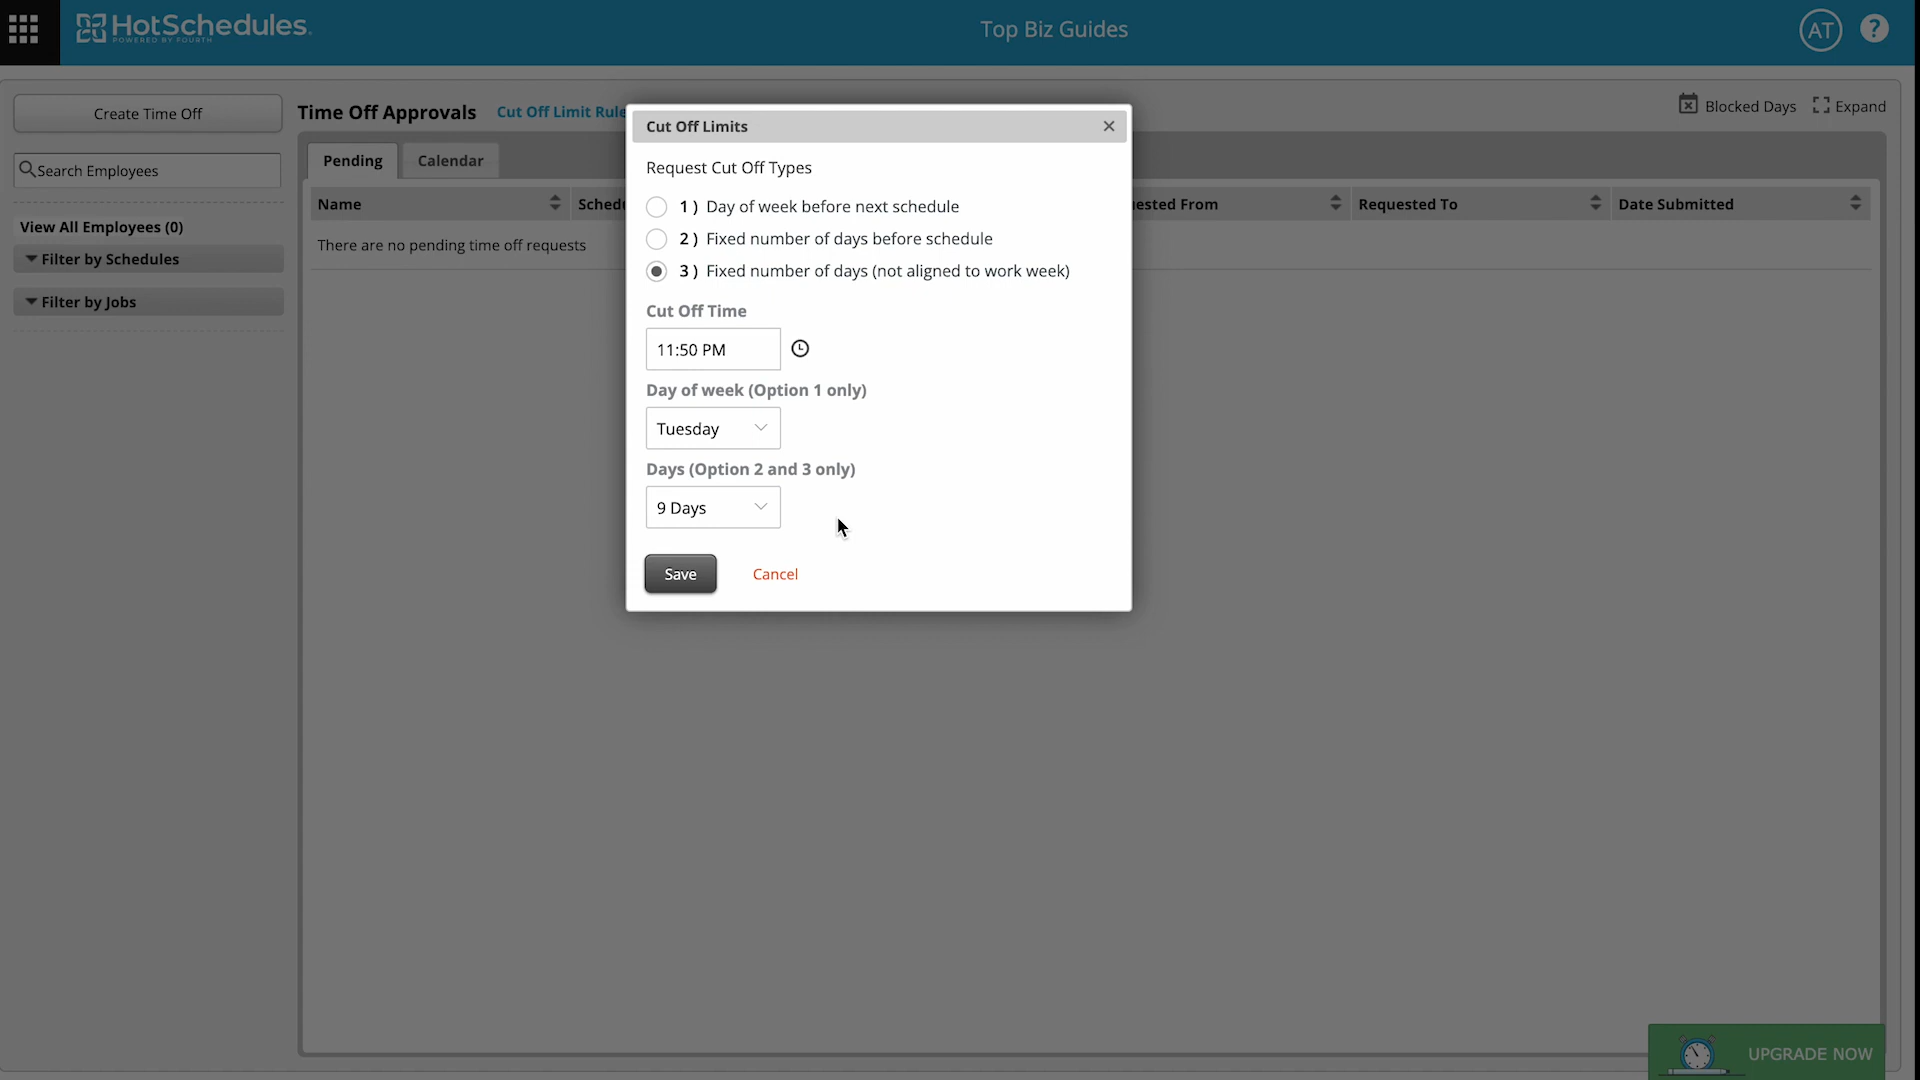 HotSchedules.
POWERED BY FOURTH
Top Biz Guides
AT
?
Create Time Off
Time Off Approvals
Cut Off Limit Rule
Blocked Days
Expand
Search Employees
Pending
Calendar
View All Employees (0)
Filter by Schedules
Filter by Jobs
Name
Schedu
ested From
Requested To
Date Submitted
There are no pending time off requests
Cut Off Limits
Request Cut Off Types
1 ) Day of week before next schedule
2 ) Fixed number of days before schedule
3 ) Fixed number of days (not aligned to work week)
Cut Off Time
11:50 PM
Day of week (Option 1 only)
Tuesday
Days (Option 2 and 3 only)
9 Days
Save
Cancel
UPGRADE NOW